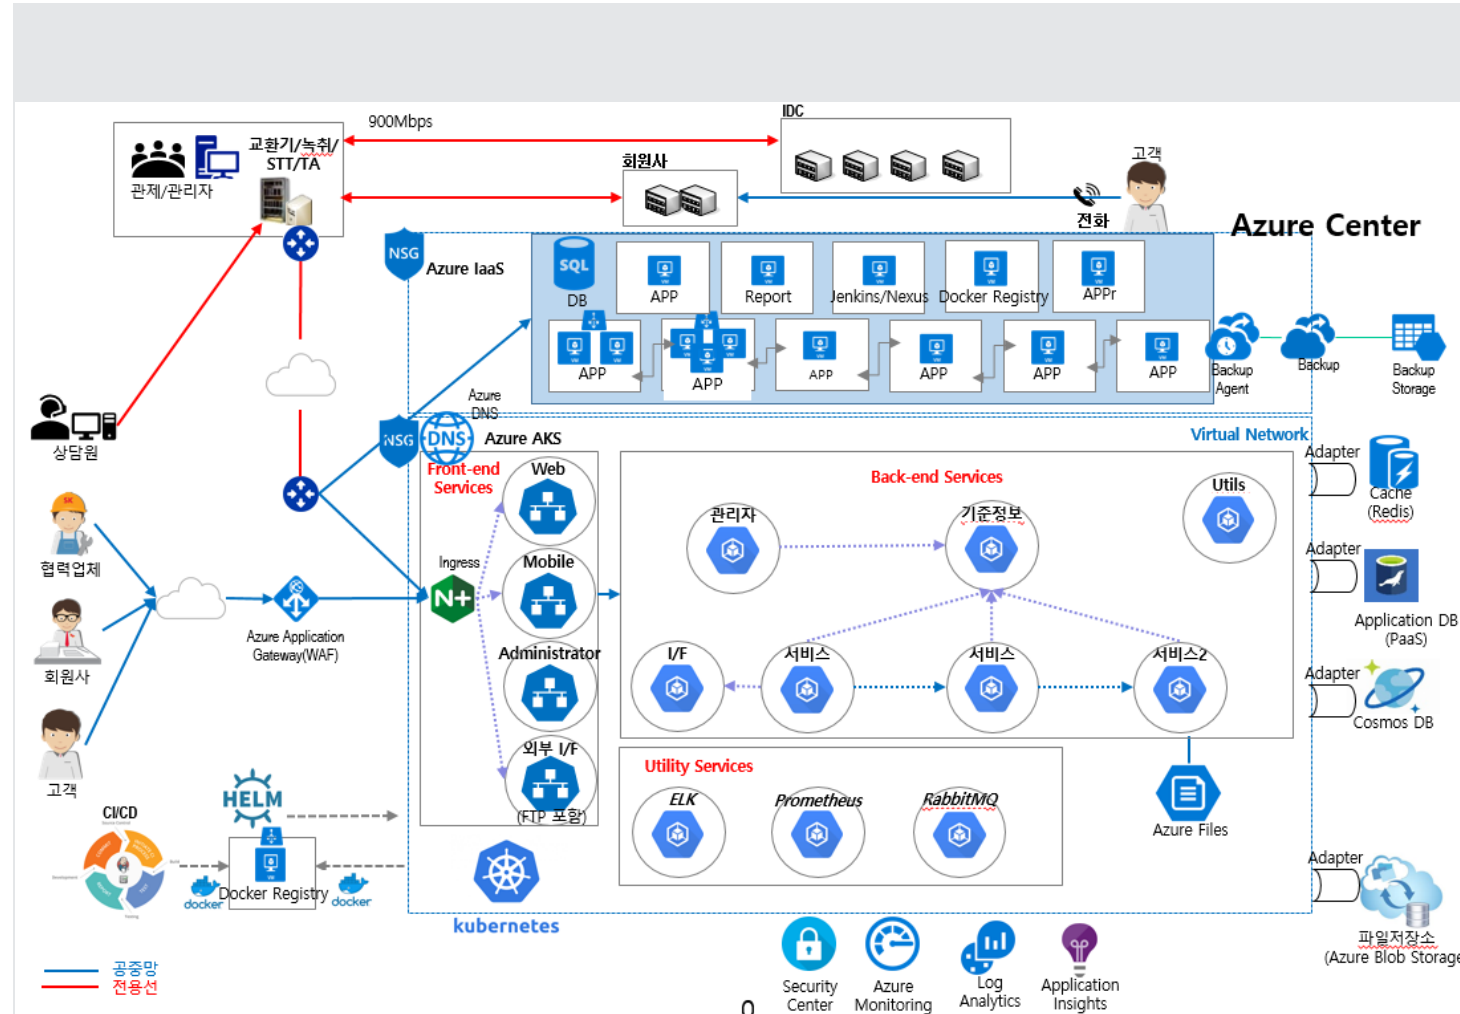 IDC
900Mbps
교환기/녹취/
STT/TA
관제/관리자
회원사
고객
전화
Azure Center
NSG
Azure IaaS
SQL
DB
APP
Report
Jenkins/Nexus
Docker Registry
APPr
APP
APP
APP
APP
APP
APP
Backup
Agent
Backup
Backup
Storage
Azure
DNS
NSG
DNS
Azure AKS
Virtual Network
상담원
Front-end
Services
Web
Back-end Services
Utils
Adapter
Cache
(Redis)
SK
협력업체
관리자
기준정보
Ingress
N+
Mobile
Adapter
Application DB
(PaaS)
Azure Application
Gateway(WAF)
회원사
Administrator
I/F
서비스
서비스
서비스2
Adapter
Cosmos DB
고객
외부 I/F
(FTP 포함)
Utility Services
ELK
Prometheus
RabbitMQ
Azure Files
HELM
CI/CD
Docker Registry
docker
docker
kubernetes
Adapter
파일저장소
(Azure Blob Storage
공중망
전용선
Security
Center
Azure
Monitoring
Log
Analytics
Application
Insights